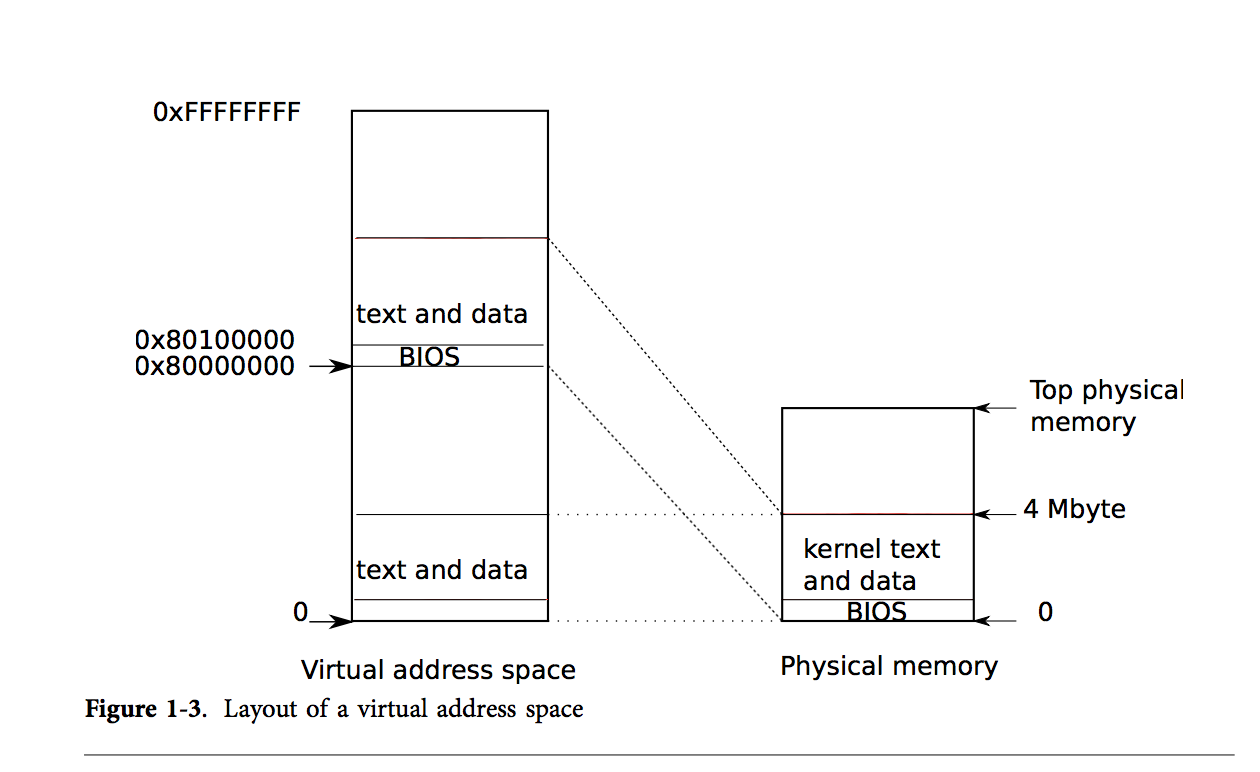 0xFFFFFFFF
text and data
0x80100000
BIOS
0x80000000
Top physical
memory
4 Mbyte
kernel text
and data
text and data
BIOS
0
0
Virtual address space
Physical memory
Figure 1-3. Layout of a virtual address space